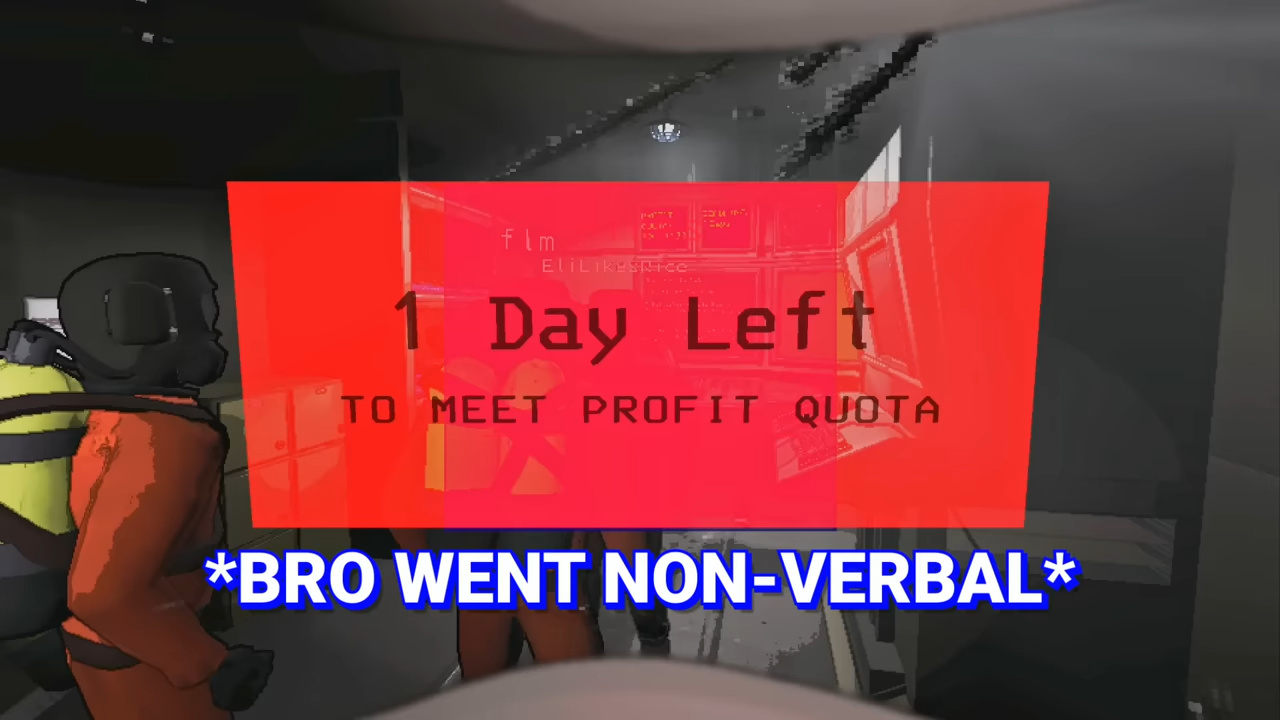 flm
EliLikesRice
1 Day Left
TO MEET PROFIT QUOTA
*BRO WENT NON-VERBAL*